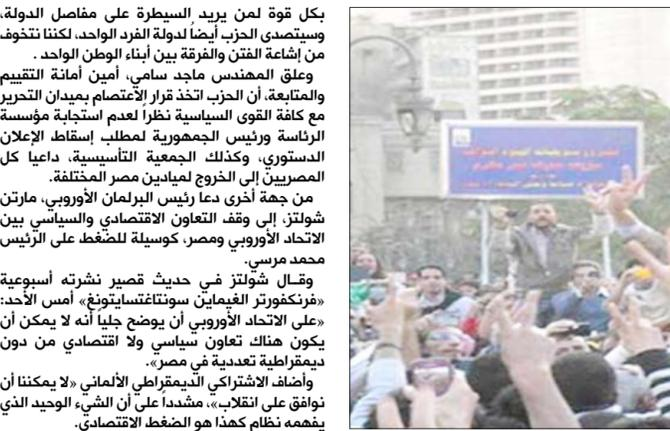 بكل قوة لمن يريد السيطرة على مفاصل الدولة،
وسيتصدى الحزب أيضاً لدولة الفرد الواحد، لكننا نتخوف
من إشاعة الفتن والفرقة بين أبناء الوطن الواحد .
وعلق المهندس ماجد سامي، أمين أمانة التقييم
والمتابعة، أن الحزب اتخذ قرار الاعتصام بميدان التحرير
مع كافة القوى السياسية نظراً لعدم استجابة مؤسسة
الرئاسة ورئيس الجمهورية لمطلب إسقاط الإعلان
الدستوري، وكذلك الجمعية التأسيسية، داعيا كل
المصريين إلى الخروج لميادين مصر المختلفة.
من جهة أخرى دعا رئيس البرلمان الأوروبي، مارتن
شولتز، إلى وقف التعاون الاقتصادي والسياسي بين
الاتحاد الأوروبي ومصر، كوسيلة للضغط على الرئيس
محمد مرسي.
وقــال شولتز فـي حديث قصير نشرته أسبوعية
«فرنكفورتر الغيماين سونتاغتسايتونغ» أمس الأحد:
«على الاتحاد الأوروبي أن يوضح جلياً أنه لا يمكن أن
يكون هناك تعاون سياسي ولا اقتصادي من دون
ديمقراطية تعددية في مصر».
وأضاف الاشتراكي الديمقراطي الألماني «لا يمكننا أن
نوافق على انقلاب»، مشدداً على أن الشيء الوحيد الذي
يفهمه نظام كهذا هو الضغط الاقتصادي.